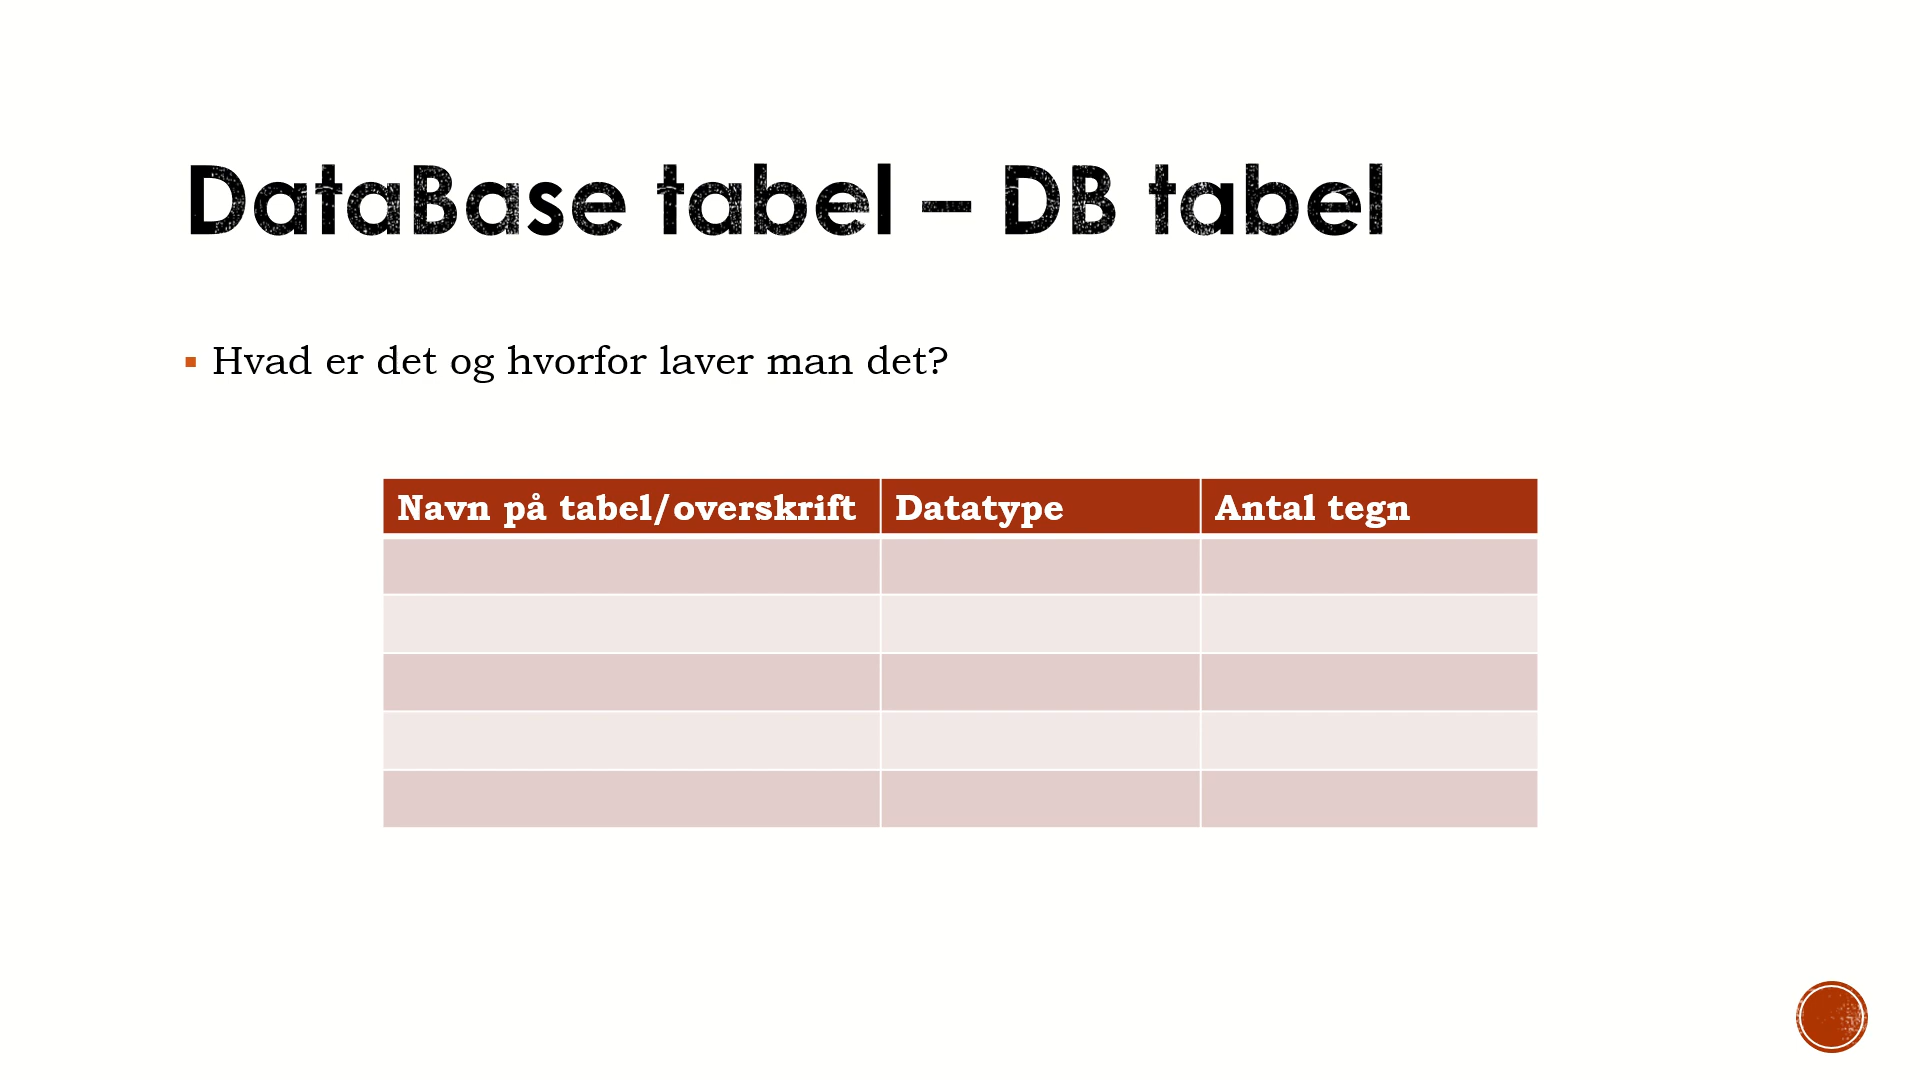 DataBase tabel – DB tabel
Hvad er det og hvorfor laver man det?
Navn på tabel/overskrift Datatype Antal tegn